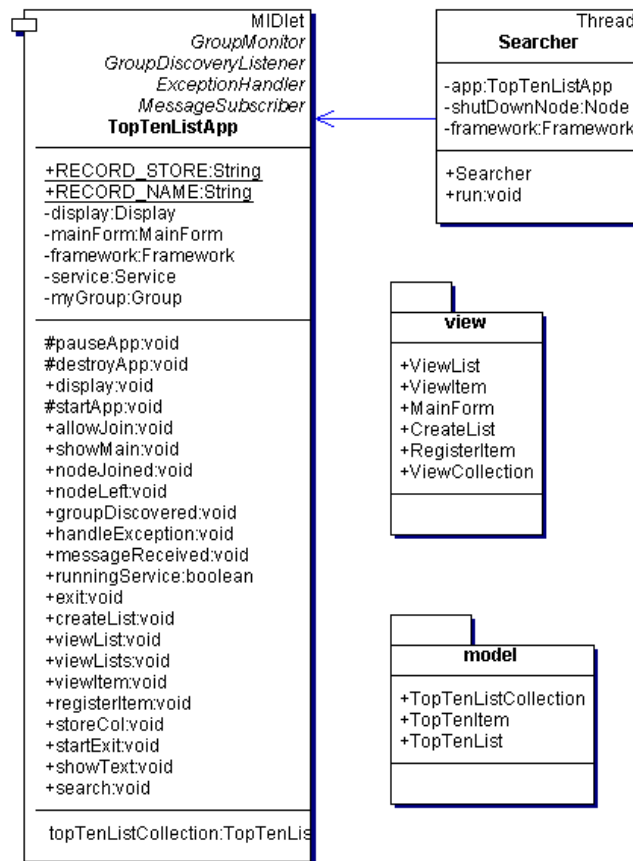 MIDlet
GroupMonitor
GroupDiscoveryListener
ExceptionHandler
MessageSubscriber
TopTenListApp
+RECORD_STORE:String
+RECORD_NAME:String
-display:Display
-mainForm:MainForm
-framework:Framework
-service:Service
-myGroup:Group
#pauseApp:void
#destroyApp:void
+display:void
#startApp:void
+allowJoin:void
+showMain:void
+nodeJoined:void
+nodeLeft:void
+groupDiscovered:void
+handleException:void
+messageReceived:void
+runningService:boolean
+exit:void
+createList:void
+viewList:void
+viewLists:void
+viewItem:void
+registerItem:void
+storeCol:void
+startExit:void
+showText:void
+search:void
topTenListCollection:TopTenLis
Thread
Searcher
-app:TopTenListApp
-shutDownNode:Node
-framework:Framework
+Searcher
+run:void
view
+ViewList
+ViewItem
+MainForm
+CreateList
+RegisterItem
+ViewCollection
model
+TopTenListCollection
+TopTenItem
+TopTenList